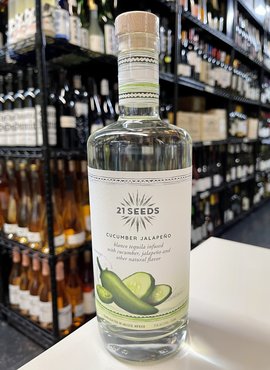 21 SEEDS
CUCUMBER JALAPEÑO
blanco tequila infused
with cucumber, jalapeño and
other natural flavor